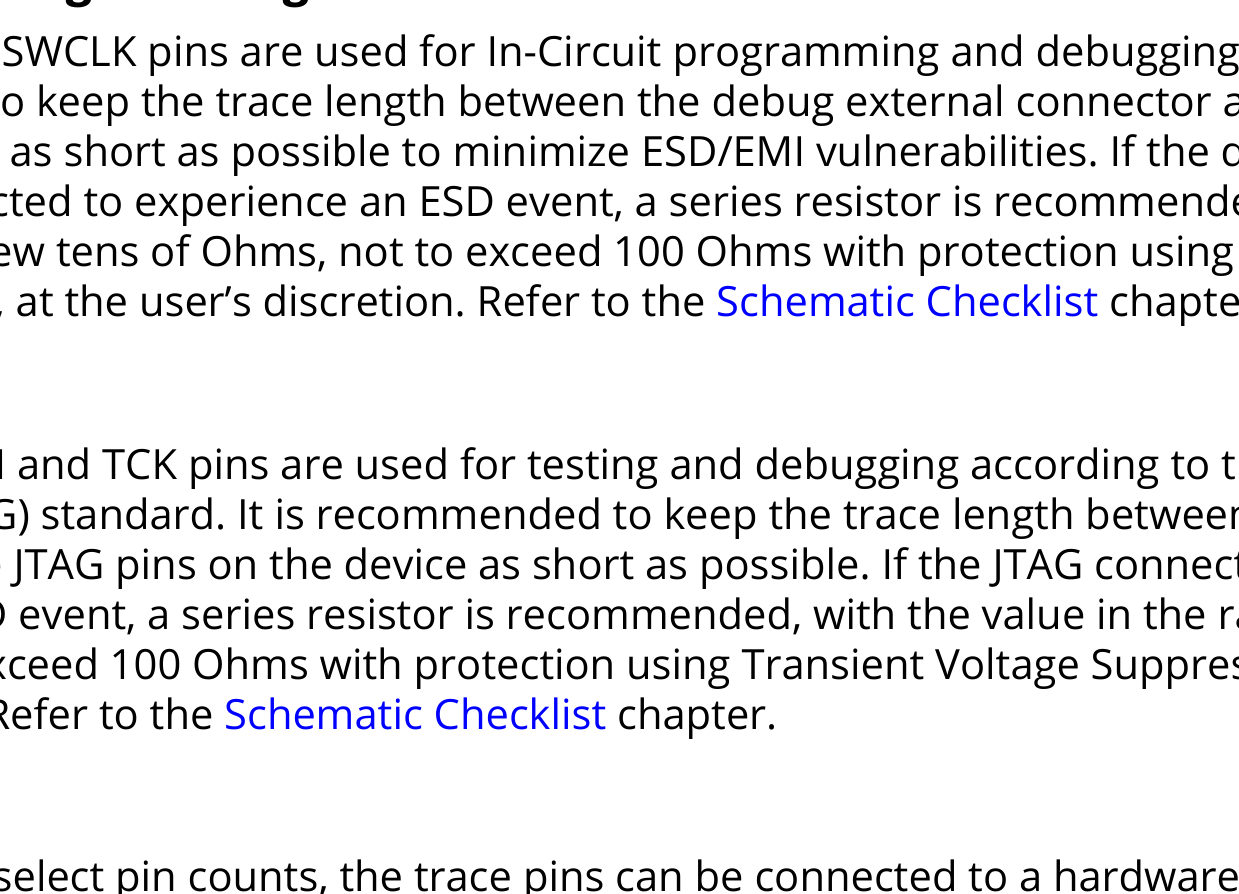 SWCLK pins are used for In-Circuit programming and debugging
to keep the trace length between the debug external connector
as short as possible to minimize ESD/EMI vulnerabilities. If the
to experience an ESD event, a series resistor is recommende
tens of Ohms, not to exceed 100 Ohms with protection using
, at the user’s discretion. Refer to the Schematic Checklist chapte
and TCK pins are used for testing and debugging according to
G) standard. It is recommended to keep the trace length between
JTAG pins on the device as short as possible. If the JTAG connect
event, a series resistor is recommended, with the value in the
xceed 100 Ohms with protection using Transient Voltage Suppres
Refer to the Schematic Checklist chapter.
select pin counts, the trace pins can be connected to a hardware